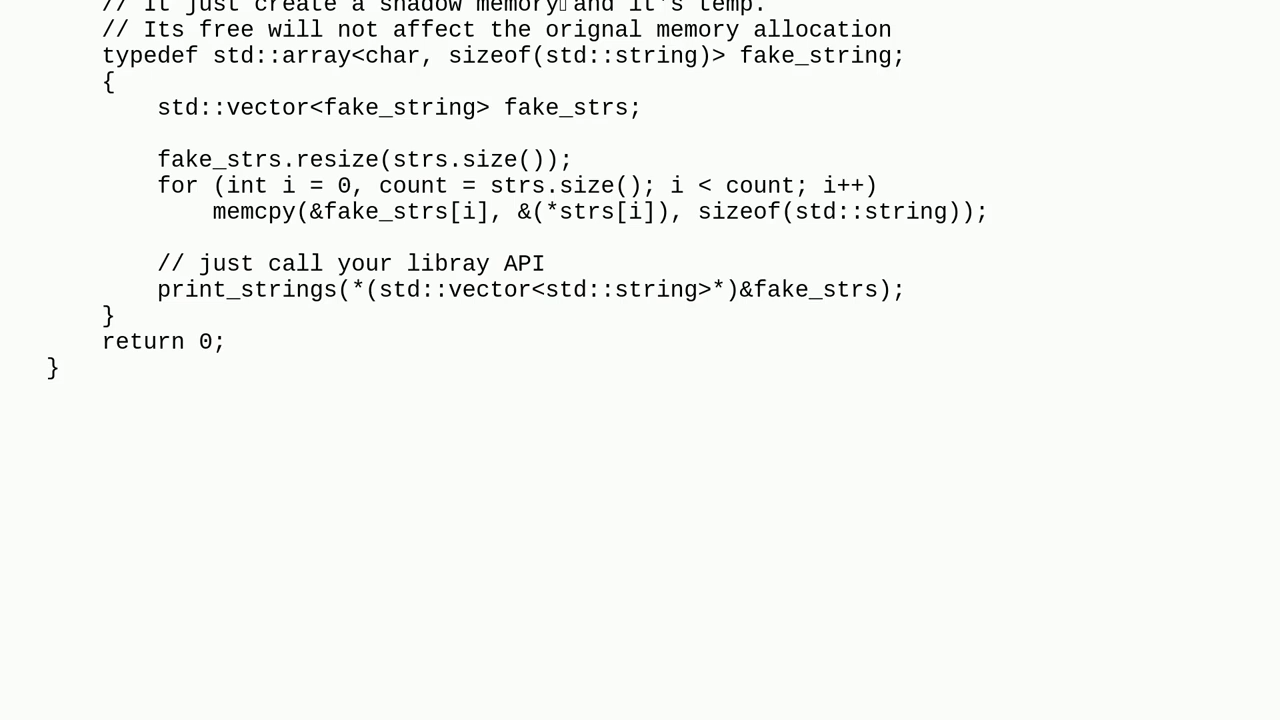 // It just create a shadow memory▯and it's temp.
// Its free will not affect the orignal memory allocation
typedef std::array<char, sizeof(std::string)> fake_string;
{
std::vector<fake_string> fake_strs;
fake_strs.resize(strs.size());
for (int i = 0, count = strs.size(); i < count; i++)
memcpy(&fake_strs[i], &(*strs[i]), sizeof(std::string));
// just call your libray API
print_strings(*(std::vector<std::string>*)&fake_strs);
}
return 0;
}